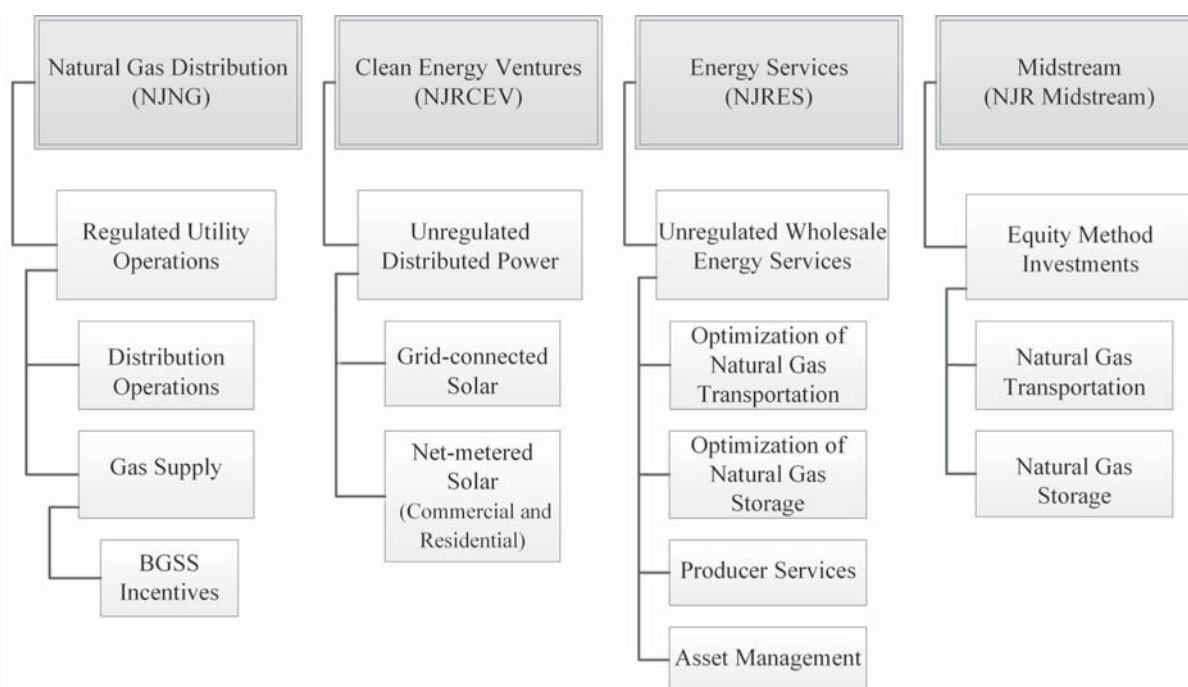 Natural Gas Distribution
(NJNG)
Regulated Utility
Operations
Distribution
Operations
Gas Supply
BGSS
Incentives
Clean Energy Ventures
(NJRCEV)
Unregulated
Distributed Power
Grid-connected
Solar
Net-metered
Solar
(Commercial and
Residential)
Energy Services
(NJRES)
Unregulated Wholesale
Energy Services
Optimization of
Natural Gas
Transportation
Optimization of
Natural Gas
Storage
Producer Services
Asset Management
Midstream
(NJR Midstream)
Equity Method
Investments
Natural Gas
Transportation
Natural Gas
Storage